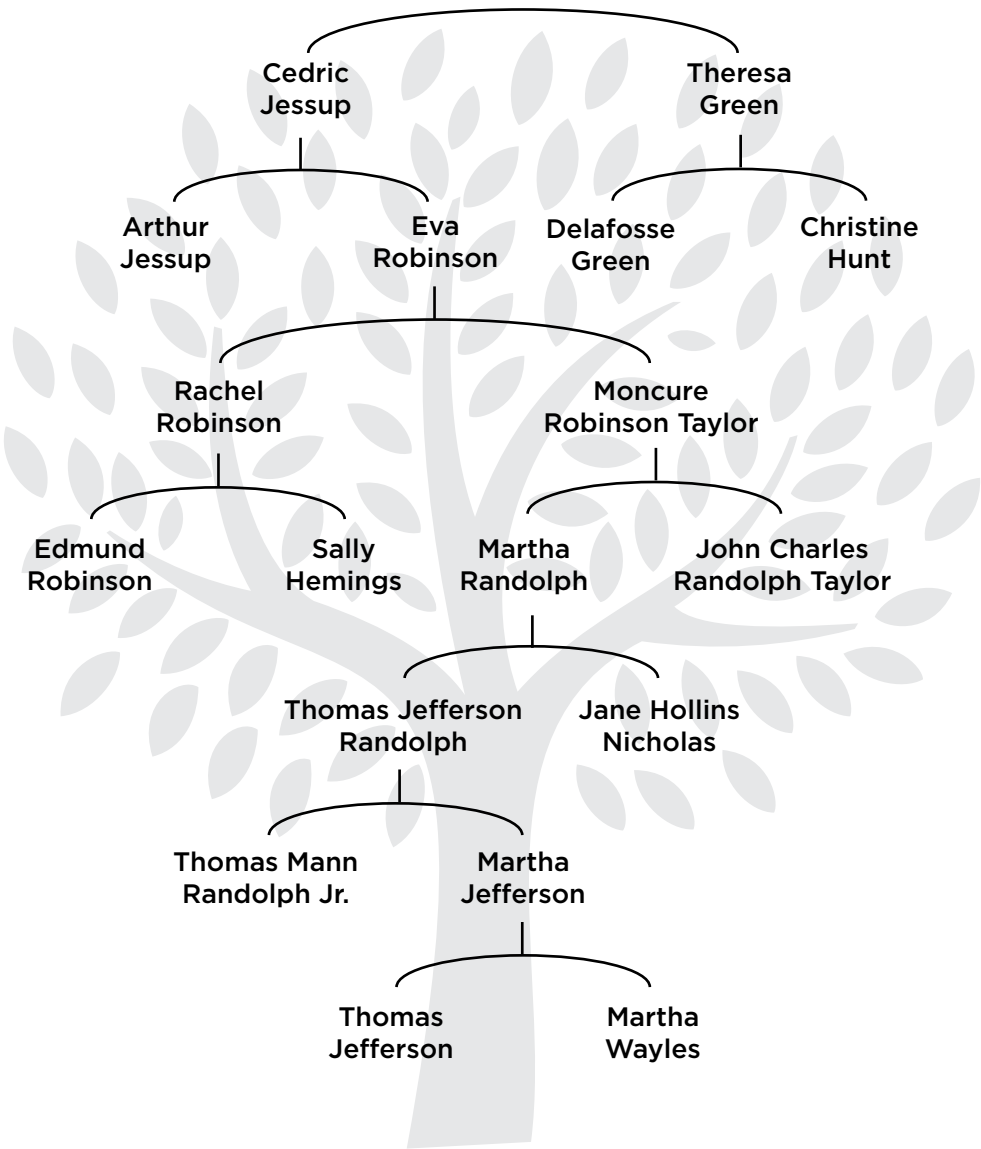 Cedric
Jessup
Theresa
Green
Arthur
Jessup
Eva
Robinson
Delafosse
Green
Christine
Hunt
Rachel
Robinson
Moncure
Robinson Taylor
Edmund
Robinson
Sally
Hemings
Martha
Randolph
John Charles
Randolph Taylor
Thomas Jefferson
Randolph
Jane Hollins
Nicholas
Thomas Mann
Randolph Jr.
Martha
Jefferson
Thomas
Jefferson
Martha
Wayles